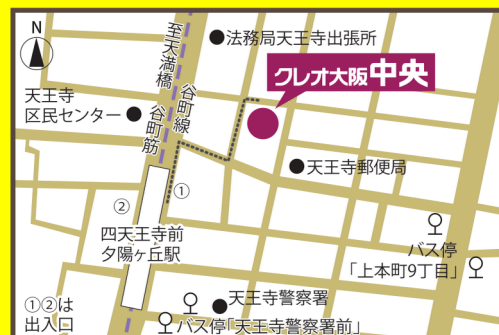 N
至天満橋
谷町線
谷町筋
法務局天王寺出張所
クレオ大阪中央
天王寺
区民センター
天王寺郵便局
①
②
四天王寺前
夕陽ヶ丘駅
バス停
「上本町9丁目」
①②は
出入口
天王寺警察署
バス停「天王寺警察署前」